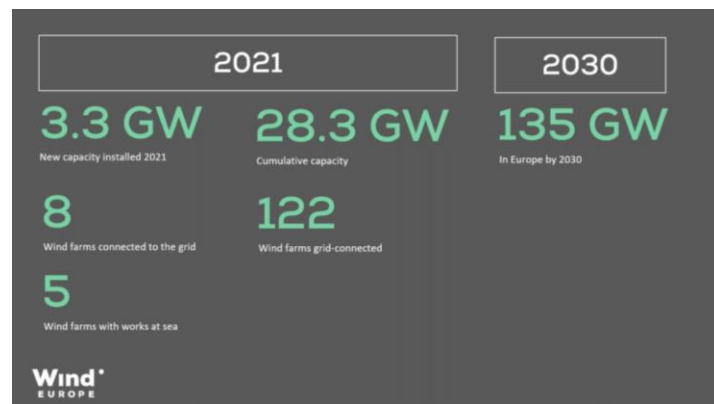 2021
3.3 GW
New capacity installed 2021
28.3 GW
Cumulative capacity
8
Wind farms connected to the grid
122
Wind farms grid-connected
5
Wind farms with works at sea
2030
135 GW
In Europe by 2030
Wind
EUROPE